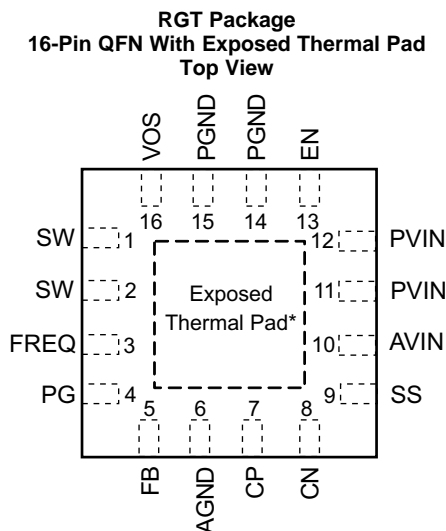 RGT Package
16-Pin QFN With Exposed Thermal Pad
Top View
VOS
PGND
PGND
EN
16
15
14
13
SW 1
12 PVIN
SW 2
11 PVIN
Exposed
Thermal Pad*
FREQ 3
10 AVIN
PG 4
9 SS
5
6
7
8
FB
AGND
CP
CN